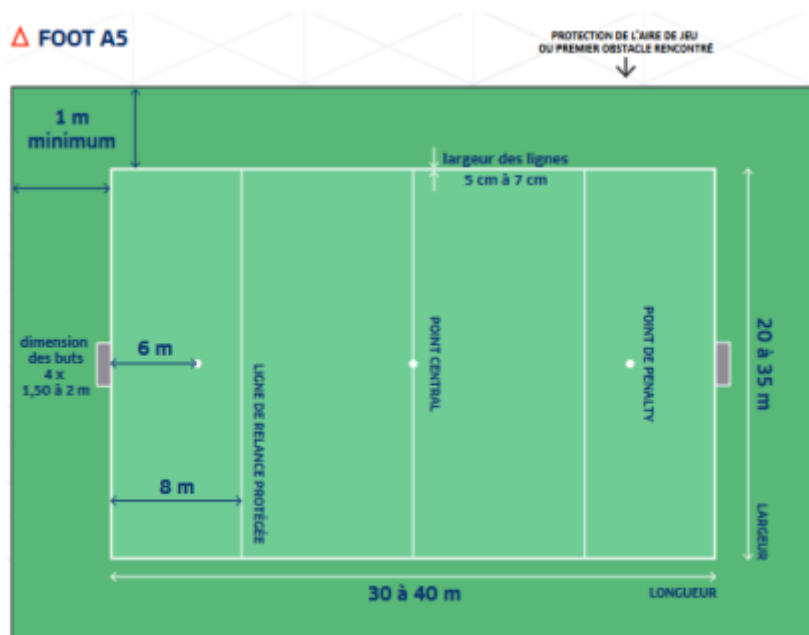 FOOT A5
PROTECTION DE L'AIRE DE JEU
OU PREMIER OBSTACLE RENCONTRÉ
1 m
minimum
largeur des lignes
5 cm à 7 cm
dimension
des buts
4 x
1,50 à 2 m
6 m
LIGNE DE RELANCE PROTÉGÉE
POINT CENTRAL
POINT DE PENALTY
20 à 35 m
8 m
LARGEUR
30 à 40 m
LONGUEUR